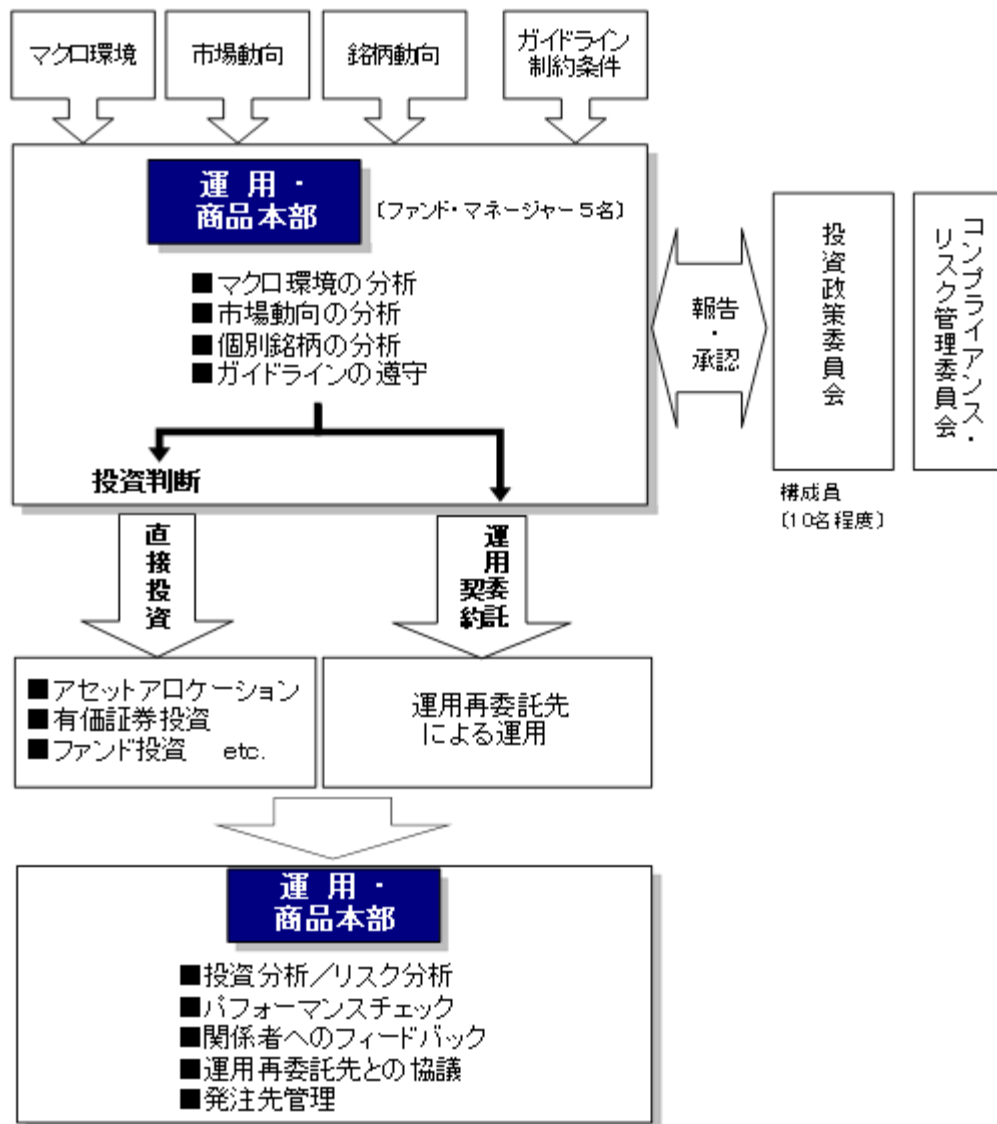 マクロ環境
市場動向
銘柄動向
ガイドライン
制約条件
運用・
商品本部
〔ファンド・マネージャー5名〕
■マクロ環境の分析
■市場動向の分析
■個別銘柄の分析
■ガイドラインの遵守
投資判断
報告
・
承認
投資政策委員会
コンプライアンス・
リスク管理委員会
構成員
〔10名程度〕
直接投資
運用委託
契約
■アセットアロケーション
■有価証券投資
■ファンド投資 etc.
運用再委託先
による運用
運用・
商品本部
■投資分析／リスク分析
■パフォーマンスチェック
■関係者へのフィードバック
■運用再委託先との協議
■発注先管理